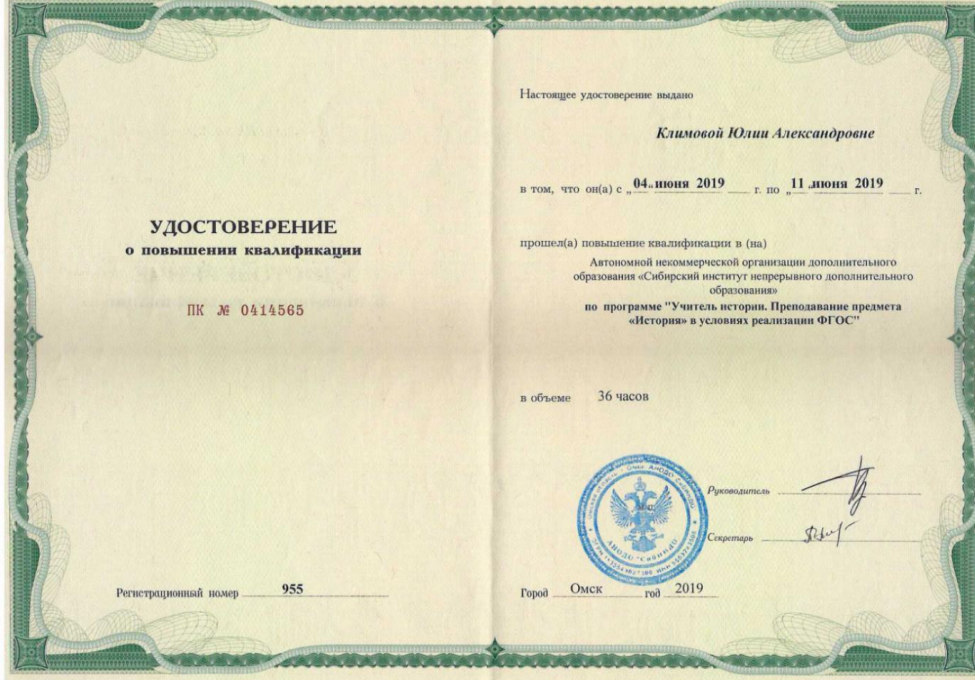 УДОСТОВЕРЕНИЕ
о повышении квалификации
ПК № 0414565
Регистрационный номер 955
Настоящее удостоверение выдано
Климовой Юлии Александровне
в том, что он(а) с „04„ июня 2019 г. по „11 „июня 2019 г.
прошел(а) повышение квалификации в (на)
Автономной некоммерческой организации дополнительного
образования «Сибирский институт непрерывного дополнительного
образования»
по программе "Учитель истории. Преподавание предмета
«История» в условиях реализации ФГОС"
в объеме 36 часов
Руководитель
Секретарь
Город Омск год 2019